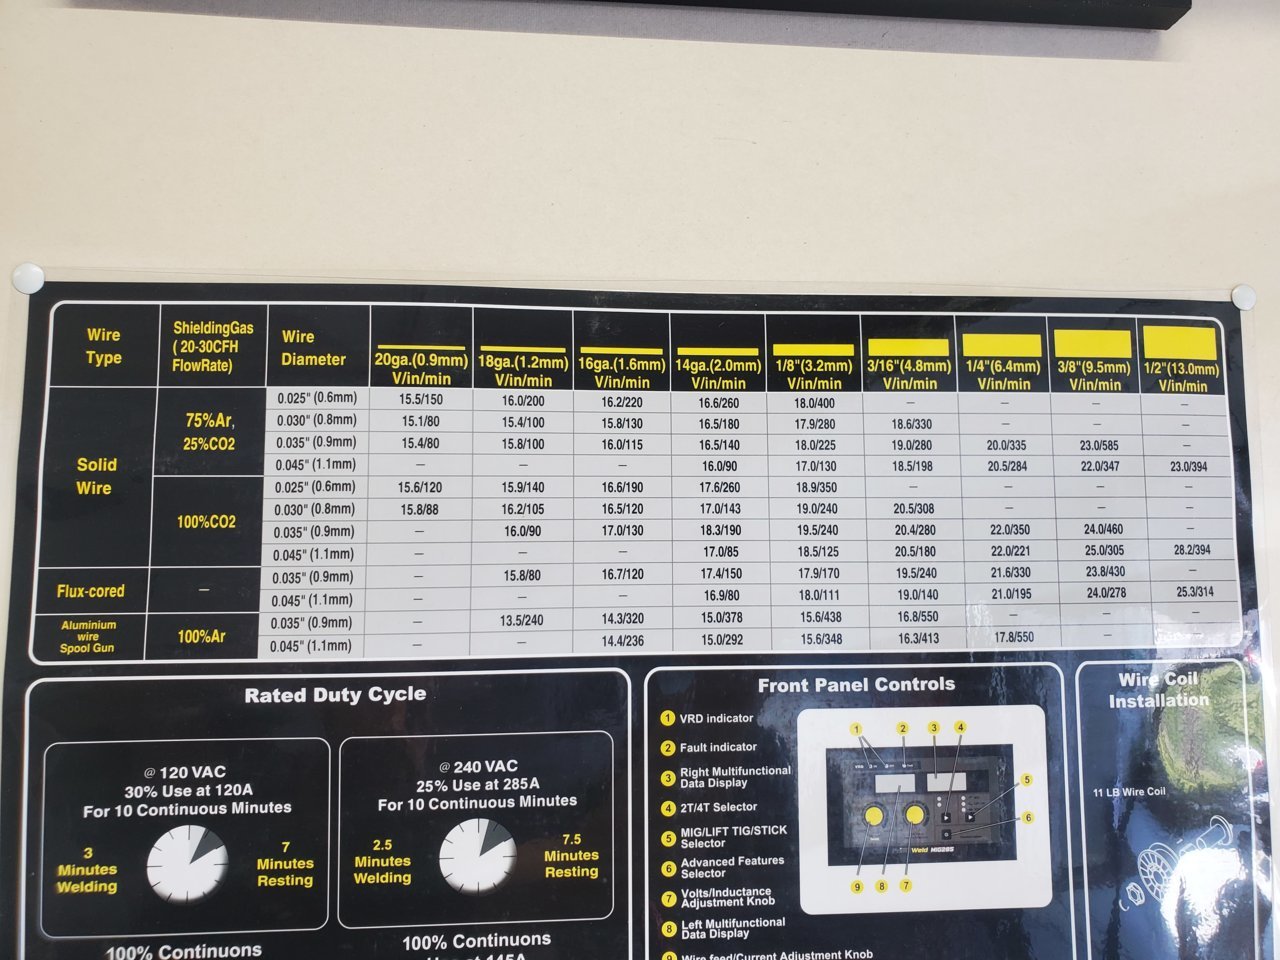 Wire Type
ShieldingGas ( 20-30CFH FlowRate)
Wire Diameter
20ga.(0.9mm) V/in/min
18ga.(1.2mm) V/in/min
16ga.(1.6mm) V/in/min
14ga.(2.0mm) V/in/min
1/8"(3.2mm) V/in/min
3/16"(4.8mm) V/in/min
1/4"(6.4mm) V/in/min
3/8"(9.5mm) V/in/min
1/2"(13.0mm) V/in/min
Solid Wire
75%Ar, 25%CO2
0.025" (0.6mm) 15.5/150 16.0/200 16.2/220 16.6/260 18.0/400 — — — —
0.030" (0.8mm) 15.1/80 15.4/100 15.8/130 16.5/180 17.9/280 18.6/330 — — —
0.035" (0.9mm) 15.4/80 15.8/100 16.0/115 16.5/140 18.0/225 19.0/280 20.0/335 23.0/585 —
0.045" (1.1mm) — — — 16.0/90 17.0/130 18.5/198 20.5/284 22.0/347 23.0/394
100%CO2
0.025" (0.6mm) 15.6/120 15.9/140 16.6/190 17.6/260 18.9/350 — — — —
0.030" (0.8mm) 15.8/88 16.2/105 16.5/120 17.0/143 19.0/240 20.5/308 — — —
0.035" (0.9mm) — 16.0/90 17.0/130 18.3/190 19.5/240 20.4/280 22.0/350 24.0/460 —
0.045" (1.1mm) — — — 17.0/85 18.5/125 20.5/180 22.0/221 25.0/305 28.2/394
Flux-cored —
0.035" (0.9mm) — 15.8/80 16.7/120 17.4/150 17.9/170 19.5/240 21.6/330 23.8/430 —
0.045" (1.1mm) — — — 16.9/80 18.0/111 19.0/140 21.0/195 24.0/278 25.3/314
Aluminium wire Spool Gun
100%Ar
0.035" (0.9mm) — 13.5/240 14.3/320 15.0/378 15.6/438 16.8/550 — — —
0.045" (1.1mm) — — 14.4/236 15.0/292 15.6/348 16.3/413 17.8/550 — —
Rated Duty Cycle
@ 120 VAC
30% Use at 120A
For 10 Continuous Minutes
3
Minutes
Welding
7
Minutes
Resting
100% Continuons
@ 240 VAC
25% Use at 285A
For 10 Continuous Minutes
2.5
Minutes
Welding
7.5
Minutes
Resting
100% Continuons
Use at 145A
Front Panel Controls
1 VRD indicator
2 Fault indicator
3 Right Multifunctional
Data Display
4 2T/4T Selector
5 MIG/LIFT TIG/STICK
Selector
6 Advanced Features
Selector
7 Volts/Inductance
Adjustment Knob
8 Left Multifunctional
Data Display
9 Wire feed/Current Adjustment Knob
1 2 3 4
5
6
9 8 7
Weld MIG285
Wire Coil
Installation
11 LB Wire Coil